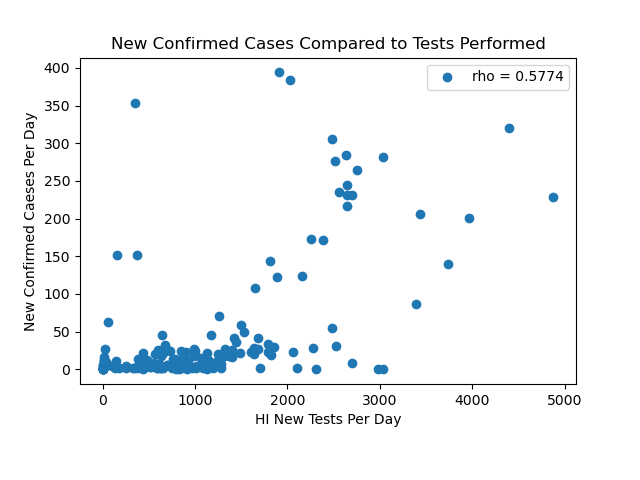 New Confirmed Cases Compared to Tests Performed
rho = 0.5774
400
350
300
250
200
150
100
50
0
New Confirmed Caeses Per Day
0 1000 2000 3000 4000 5000
HI New Tests Per Day